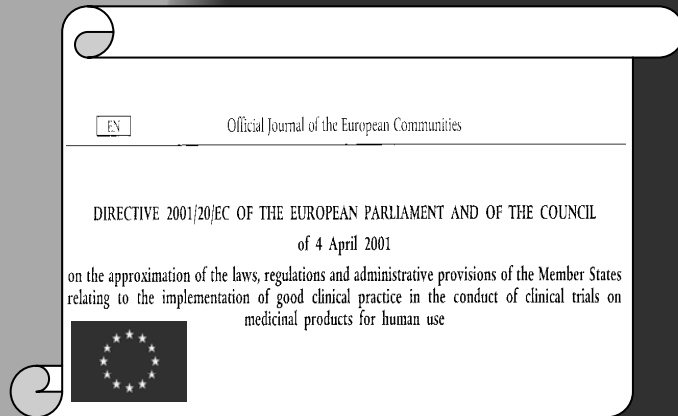 EN
Official Journal of the European Communities
DIRECTIVE 2001/20/EC OF THE EUROPEAN PARLIAMENT AND OF THE COUNCIL
of 4 April 2001
on the approximation of the laws, regulations and administrative provisions of the Member States
relating to the implementation of good clinical practice in the conduct of clinical trials on
medicinal products for human use